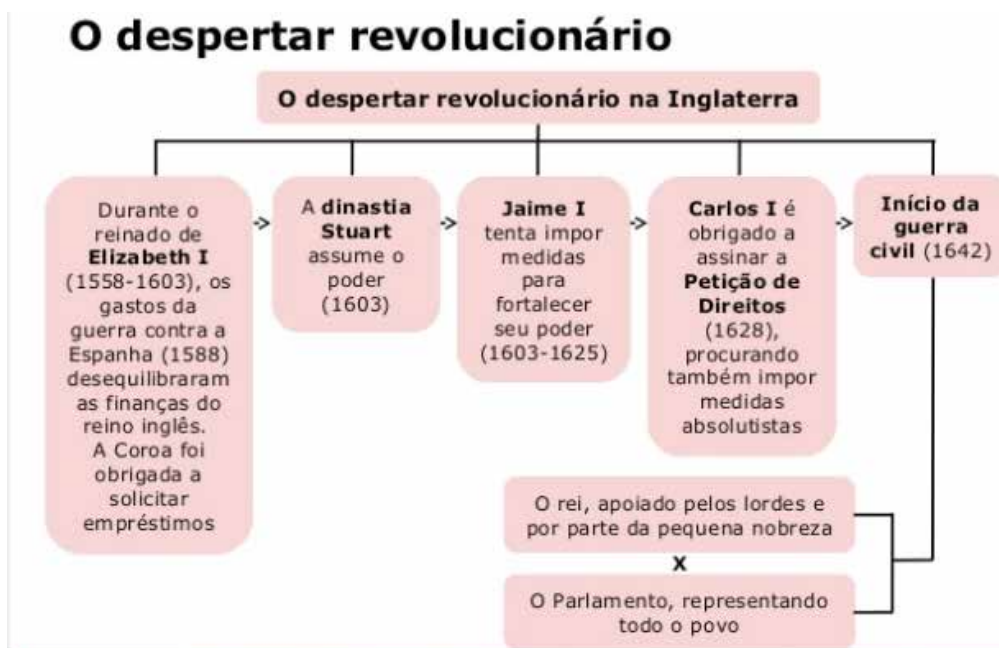 O despertar revolucionário
O despertar revolucionário na Inglaterra
Durante o
reinado de
Elizabeth I
(1558-1603), os
gastos da
guerra contra a
Espanha (1588)
desequilibraram
as finanças do
reino inglês.
A Coroa foi
obrigada a
solicitar
empréstimos
A dinastia
Stuart
assume o
poder
(1603)
Jaime I
tenta impor
medidas
para
fortalecer
seu poder
(1603-1625)
Carlos I é
obrigado a
assinar a
Petição de
Direitos
(1628),
procurando
também impor
medidas
absolutistas
Início da
guerra
civil (1642)
O rei, apoiado pelos lordes e
por parte da pequena nobreza
X
O Parlamento, representando
todo o povo